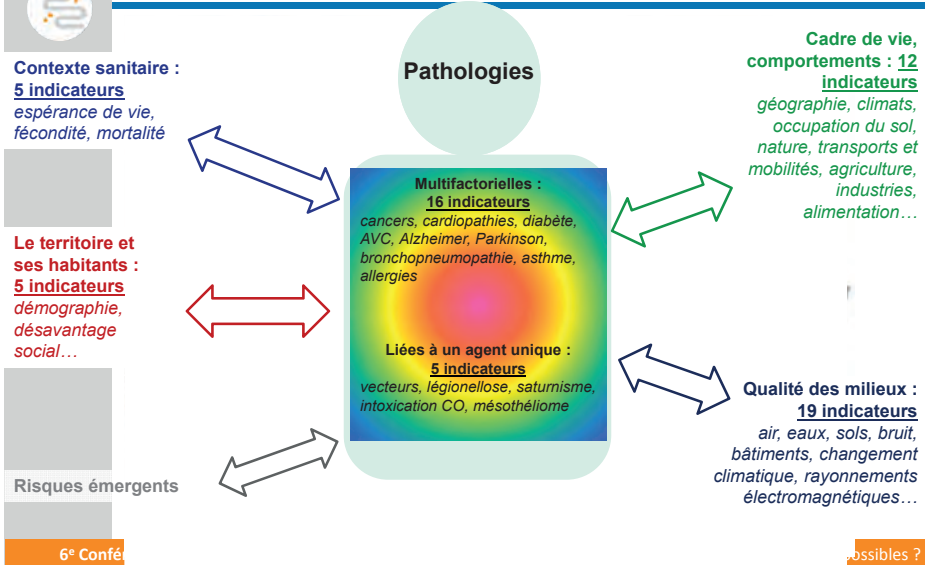 Pathologies
Contexte sanitaire :
5 indicateurs
espérance de vie,
fécondité, mortalité
Le territoire et
ses habitants :
5 indicateurs
démographie,
désavantage
social…
Risques émergents
Multifactorielles :
16 indicateurs
cancers, cardiopathies, diabète,
AVC, Alzheimer, Parkinson,
bronchopneumopathie, asthme,
allergies
Liées à un agent unique :
5 indicateurs
vecteurs, légionellose, saturnisme,
intoxication CO, mésothéliome
Cadre de vie,
comportements : 12
indicateurs
géographie, climats,
occupation du sol,
nature, transports et
mobilités, agriculture,
industries,
alimentation…
Qualité des milieux :
19 indicateurs
air, eaux, sols, bruit,
bâtiments, changement
climatique, rayonnements
électromagnétiques…
6e Confér
ossibles ?